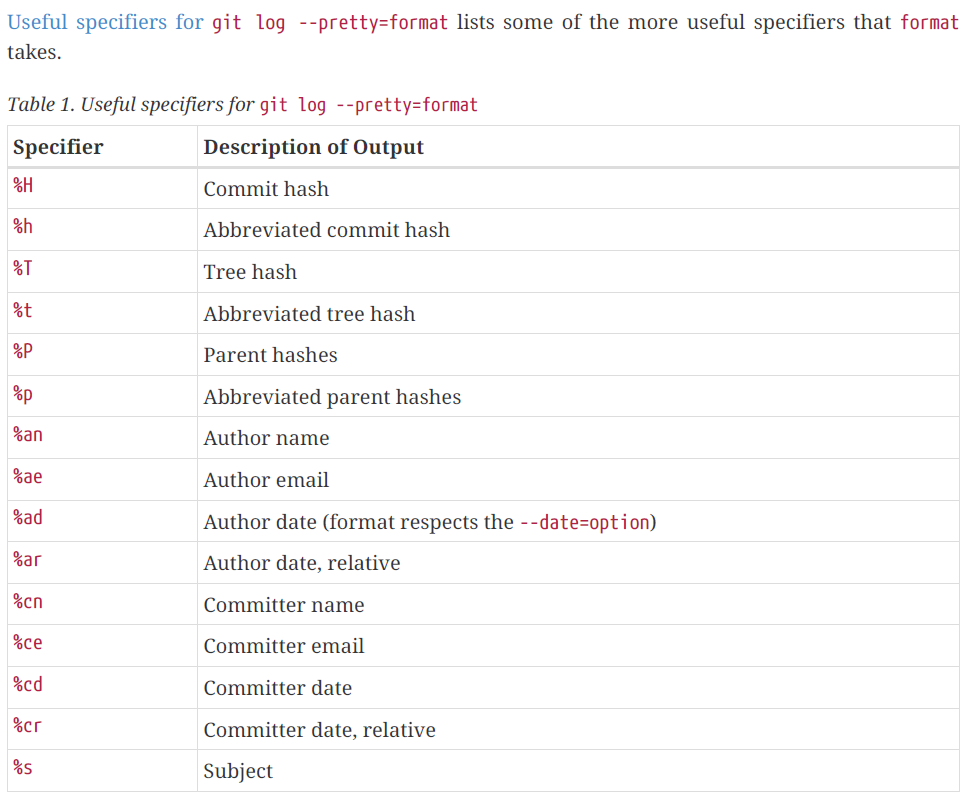 Useful specifiers for git log --pretty=format lists some of the more useful specifiers that format
takes.
Table 1. Useful specifiers for git log --pretty=format
Specifier Description of Output
%H Commit hash
%h Abbreviated commit hash
%T Tree hash
%t Abbreviated tree hash
%P Parent hashes
%p Abbreviated parent hashes
%an Author name
%ae Author email
%ad Author date (format respects the --date=option)
%ar Author date, relative
%cn Committer name
%ce Committer email
%cd Committer date
%cr Committer date, relative
%s Subject